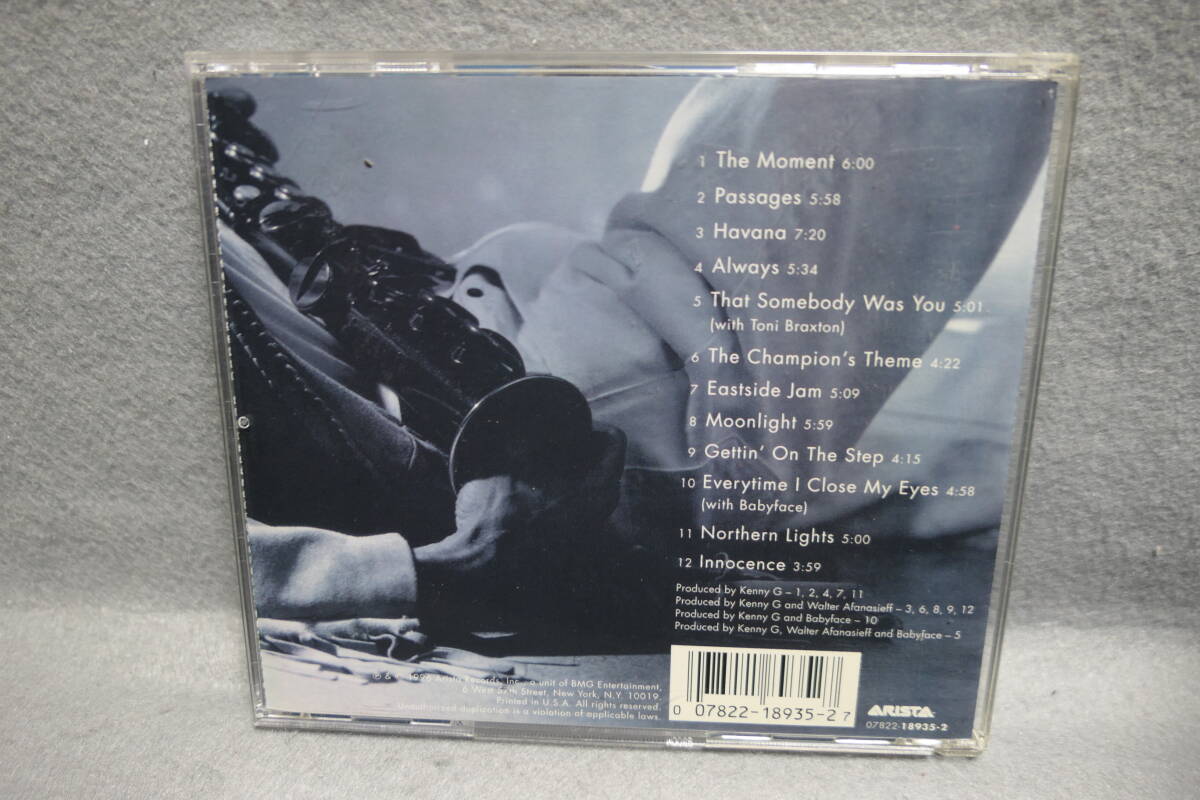 1 The Moment 6:00
2 Passages 5:58
3 Havana 7:20
4 Always 5:34
5 That Somebody Was You 5:01
(with Toni Braxton)
6 The Champion's Theme 4:22
7 Eastside Jam 5:09
8 Moonlight 5:59
9 Gettin' On The Step 4:15
10 Everytime I Close My Eyes 4:58
(with Babyface)
11 Northern Lights 5:00
12 Innocence 3:59
Produced by Kenny G – 1, 2, 4, 7, 11
Produced by Kenny G and Walter Afanasieff – 3, 6, 8, 9, 12
Produced by Kenny G and Babyface – 10
Produced by Kenny G, Walter Afanasieff and Babyface – 5
℗ & © 1996 Arista Records, Inc., a unit of BMG Entertainment,
6 West 57th Street, New York, N.Y. 10019.
Printed in U.S.A. All rights reserved.
Unauthorized duplication is a violation of applicable laws.
0 07822-18935-2 7
ARISTA
07822-18935-2